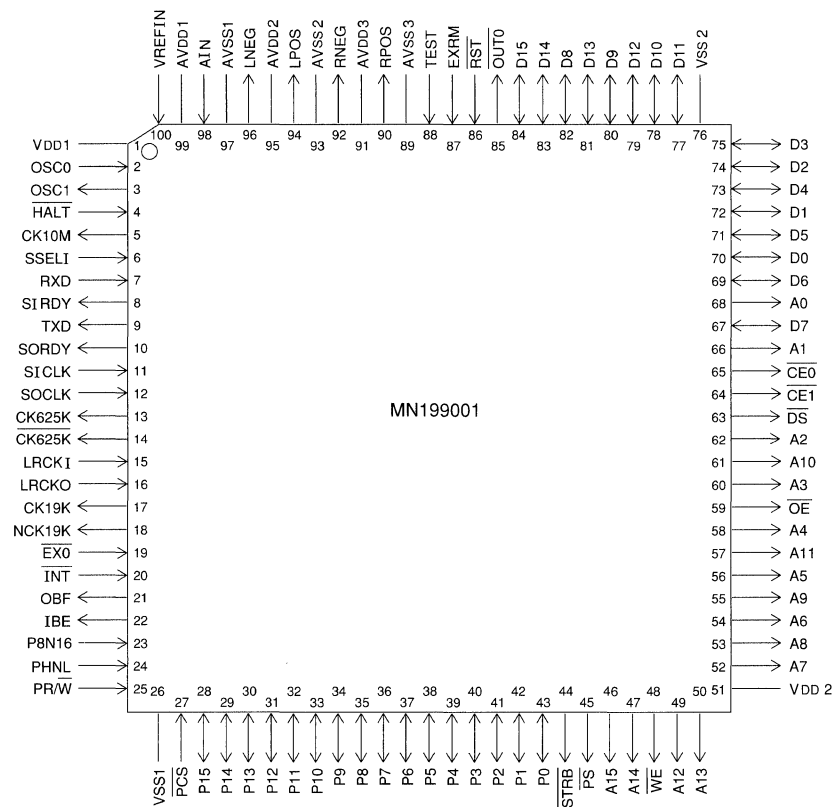 VREFIN AVDD1 AIN AVSS1 LNEG AVDD2 LPOS AVSS2 RNEG AVDD3 RPOS AVSS3 TEST EXRM RST OUT0 D15 D14 D8 D13 D9 D12 D10 D11 VSS2
100 99 98 97 96 95 94 93 92 91 90 89 88 87 86 85 84 83 82 81 80 79 78 77 76
VDD1 1 75 D3
OSC0 2 74 D2
OSC1 3 73 D4
HALT 4 72 D1
CK10M 5 71 D5
SSELI 6 70 D0
RXD 7 69 D6
SIRDY 8 68 A0
TXD 9 67 D7
SORDY 10 66 A1
SICLK 11 65 CE0
SOCLK 12 64 CE1
MN199001
CK625K 13 63 DS
CK625K 14 62 A2
LRCKI 15 61 A10
LRCKO 16 60 A3
CK19K 17 59 OE
NCK19K 18 58 A4
EX0 19 57 A11
INT 20 56 A5
OBF 21 55 A9
IBE 22 54 A6
P8N16 23 53 A8
PHNL 24 52 A7
PR/W 25 51 VDD 2
26 27 28 29 30 31 32 33 34 35 36 37 38 39 40 41 42 43 44 45 46 47 48 49 50
VSS1 PCS P15 P14 P13 P12 P11 P10 P9 P8 P7 P6 P5 P4 P3 P2 P1 P0 STRB PS A15 A14 WE A12 A13